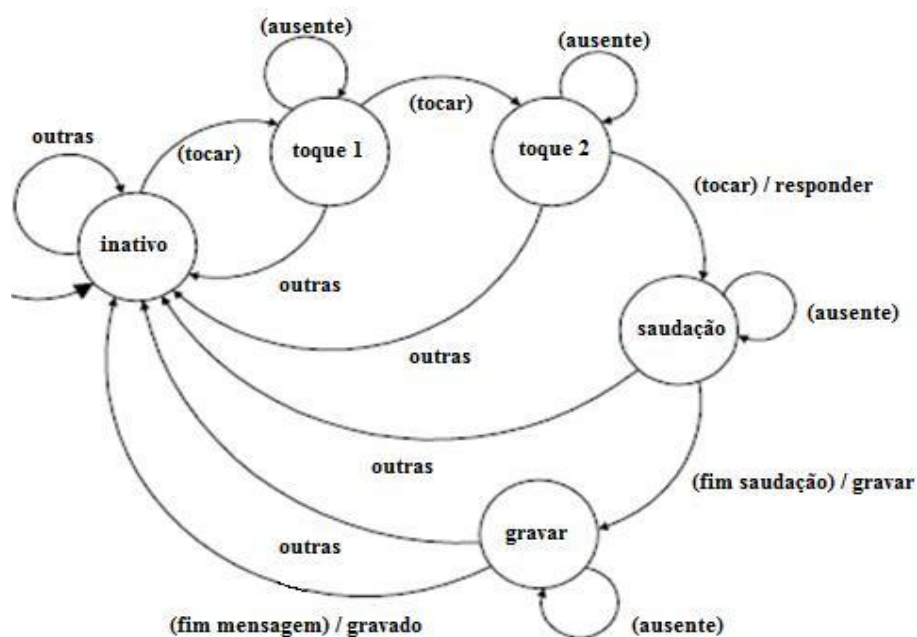 (ausente)
(ausente)
(tocar)
outras
(tocar)
toque 1
toque 2
(tocar) / responder
inativo
outras
saudação
(ausente)
outras
outras
(fim saudação) / gravar
gravar
outras
(fim mensagem) / gravado
(ausente)